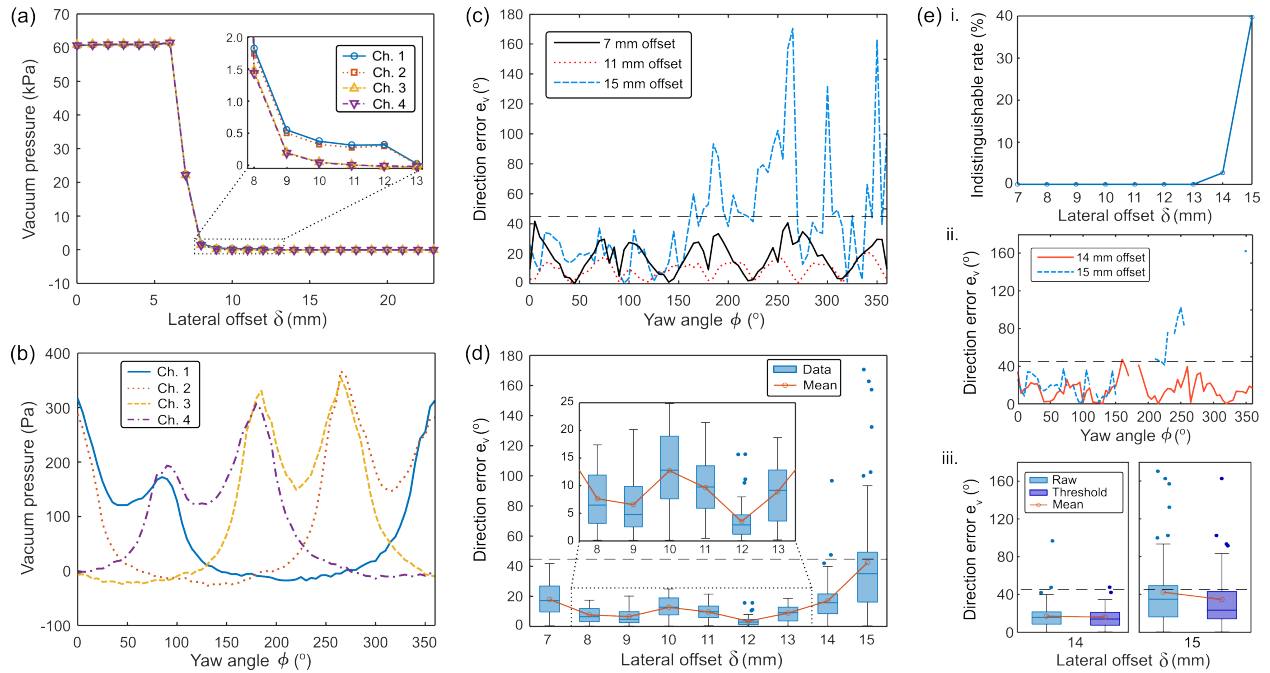 (a)
Vacuum pressure (kPa)
70
60
50
40
30
20
10
0
-10
0 5 10 15 20
Lateral offset δ (mm)
2.0
1.5
1.0
0.5
0
8 9 10 11 12 13
Ch. 1
Ch. 2
Ch. 3
Ch. 4
(b)
Vacuum pressure (Pa)
400
300
200
100
0
-100
0 50 100 150 200 250 300 350
Yaw angle ϕ (°)
Ch. 1
Ch. 2
Ch. 3
Ch. 4
(c)
Direction error eᵥ (°)
180
160
140
120
100
80
60
40
20
0
0 50 100 150 200 250 300 350
Yaw angle ϕ (°)
7 mm offset
11 mm offset
15 mm offset
(d)
Direction error eᵥ (°)
180
160
140
120
100
80
60
40
20
0
7 8 9 10 11 12 13 14 15
Lateral offset δ (mm)
Data
Mean
25
20
15
10
5
0
8 9 10 11 12 13
(e) i.
Indistinguishable rate (%)
40
30
20
10
0
7 8 9 10 11 12 13 14 15
Lateral offset δ (mm)
ii.
Direction error eᵥ (°)
160
120
80
40
0
0 50 100 150 200 250 300 350
Yaw angle ϕ (°)
14 mm offset
15 mm offset
iii.
Direction error eᵥ (°)
160
120
80
40
0
Raw
Threshold
Mean
14 15
Lateral offset δ (mm)